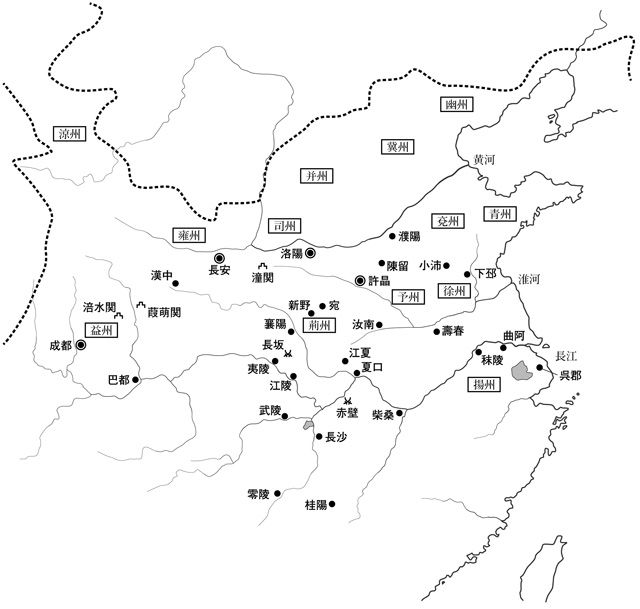 幽州
涼州
冀州
黄河
并州
青州
兗州
司州
雍州
濮陽
洛陽
長安
潼関
陳留
小沛
下邳
淮河
漢中
許昌
徐州
予州
涪水関
葭萌関
新野
宛
益州
荊州
襄陽
汝南
壽春
曲阿
成都
長坂
江夏
秣陵
長江
夷陵
夏口
呉郡
巴都
江陵
揚州
武陵
赤壁
柴桑
長沙
零陵
桂陽